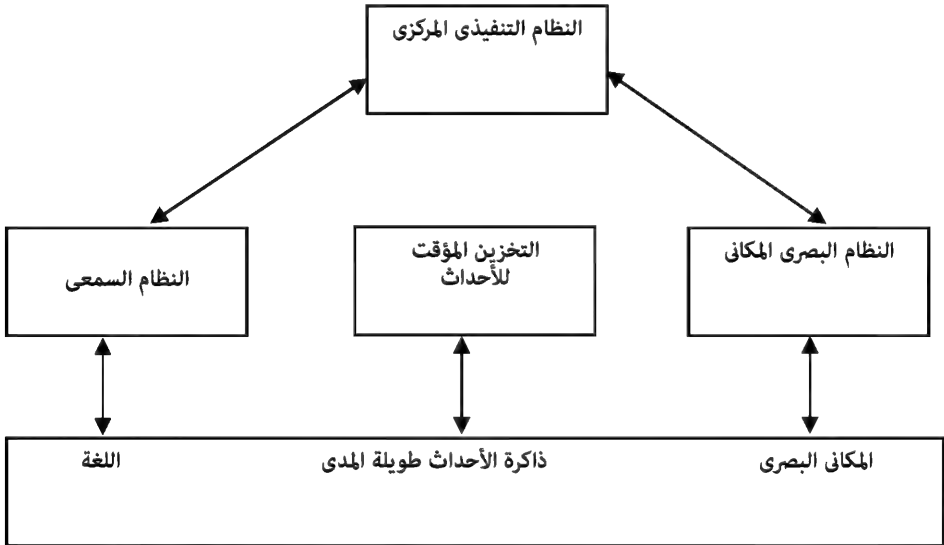 النظام التنفيذى المركزى
النظام البصرى المكانى
التخزين المؤقت
للأحداث
النظام السمعى
المكانى البصرى
ذاكرة الأحداث طويلة المدى
اللغة